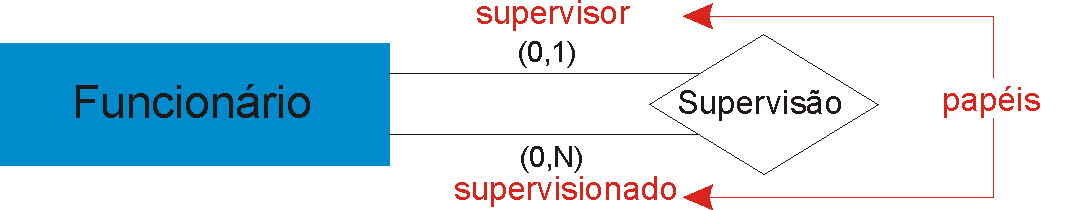 supervisor
(0,1)
Funcionário
Supervisão
papéis
(0,N)
supervisionado